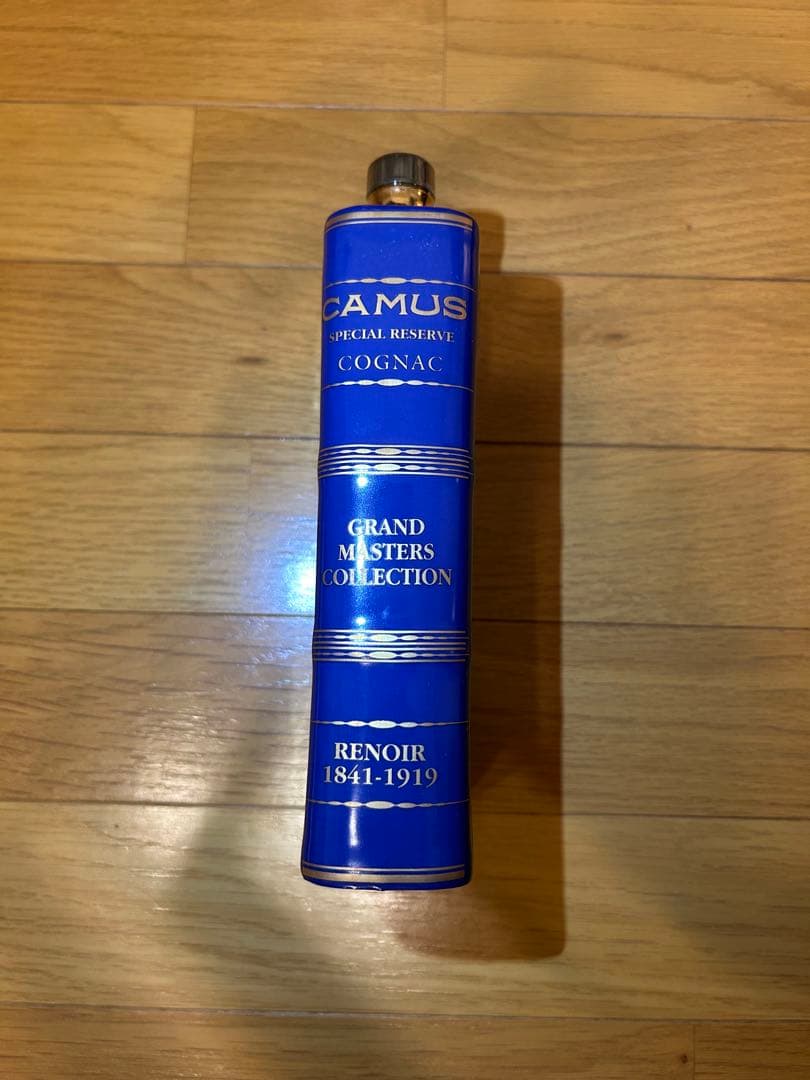 CAMUS
SPECIAL RESERVE
COGNAC
GRAND
MASTERS
COLLECTION
RENOIR
1841-1919